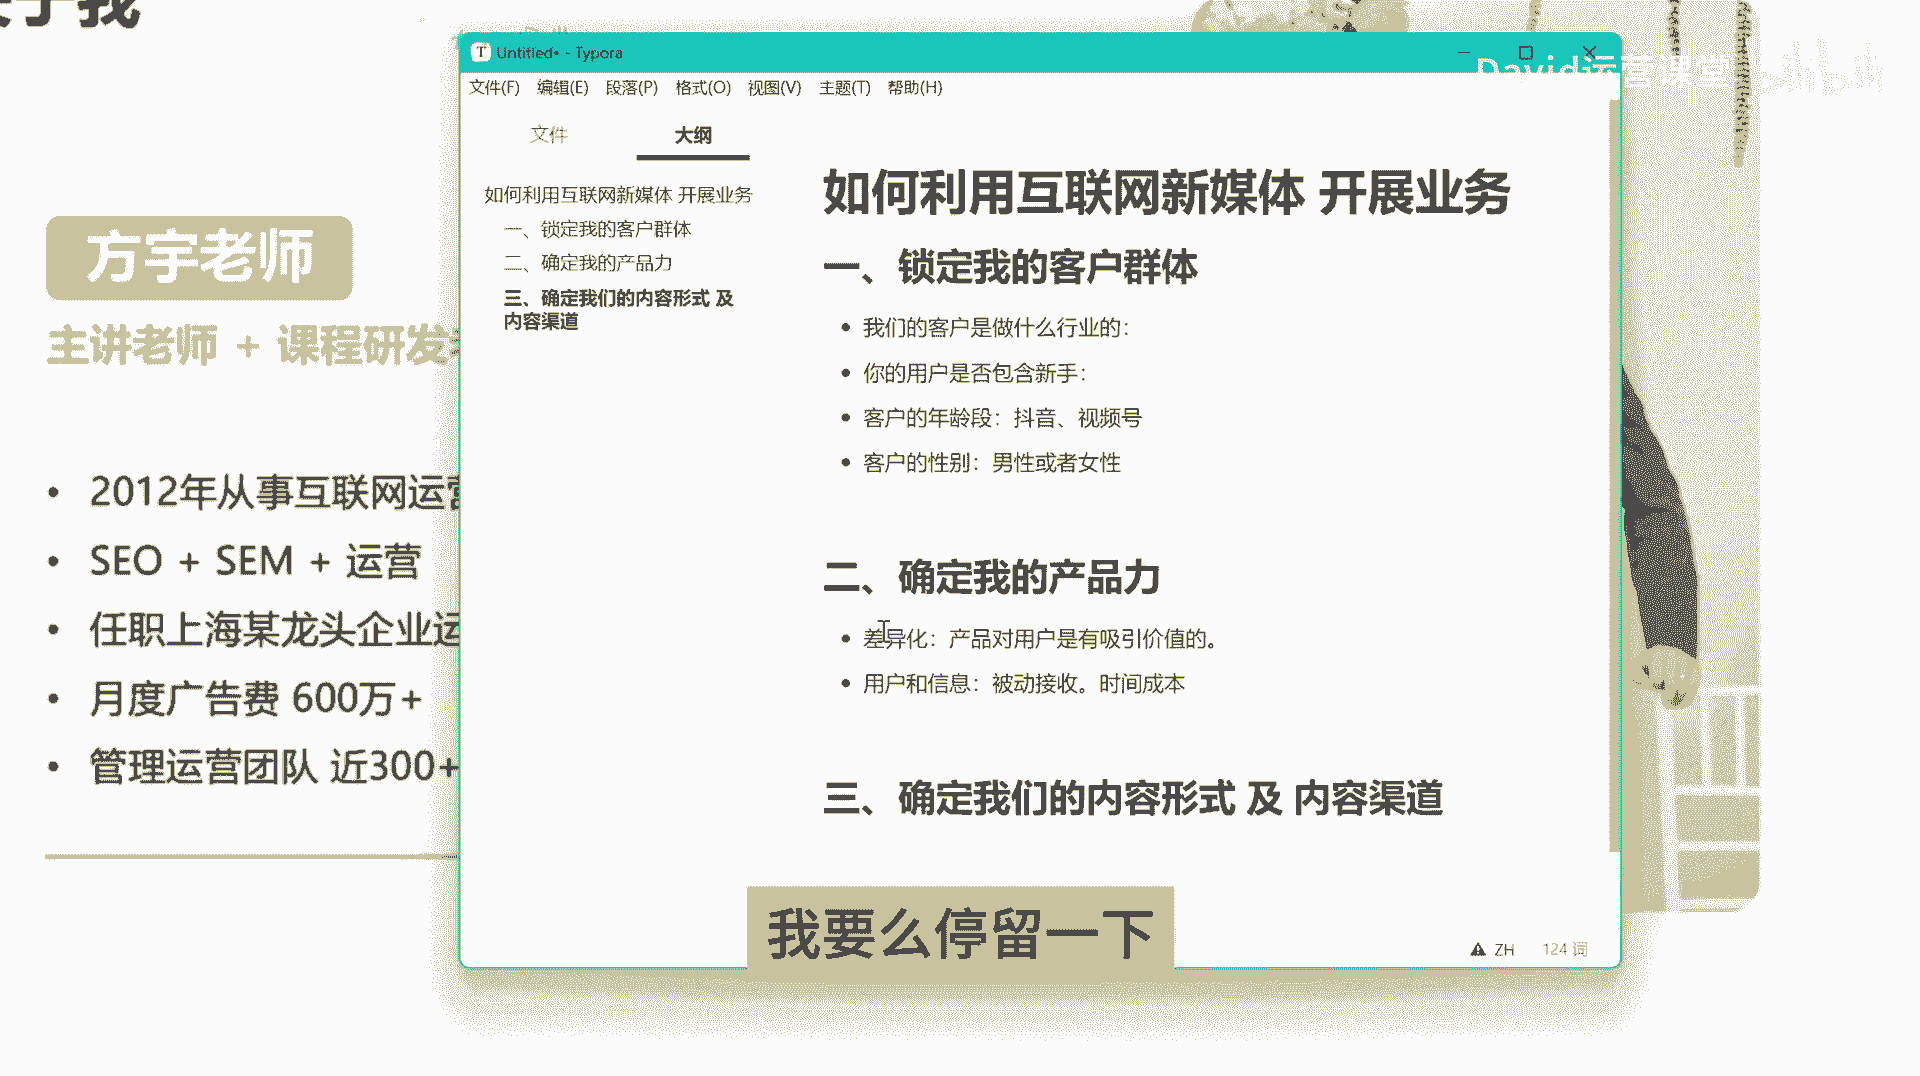 Untitled• - Typora
David运营课堂 bilibili
文件(F) 编辑(E) 段落(P) 格式(O) 视图(V) 主题(T) 帮助(H)
文件 大纲
如何利用互联网新媒体 开展业务
一、锁定我的客户群体
二、确定我的产品力
三、确定我们的内容形式 及
内容渠道
如何利用互联网新媒体 开展业务
一、锁定我的客户群体
• 我们的客户是做什么行业的：
• 你的用户是否包含新手：
• 客户的年龄段：抖音、视频号
• 客户的性别：男性或者女性
二、确定我的产品力
• 差异化：产品对用户是有吸引价值的。
• 用户和信息：被动接收。时间成本
三、确定我们的内容形式 及 内容渠道
ZH 124 词
方宇老师
主讲老师 + 课程研发
• 2012年从事互联网运营
• SEO + SEM + 运营
• 任职上海某龙头企业运
• 月度广告费 600万+
• 管理运营团队 近300+
我要么停留一下